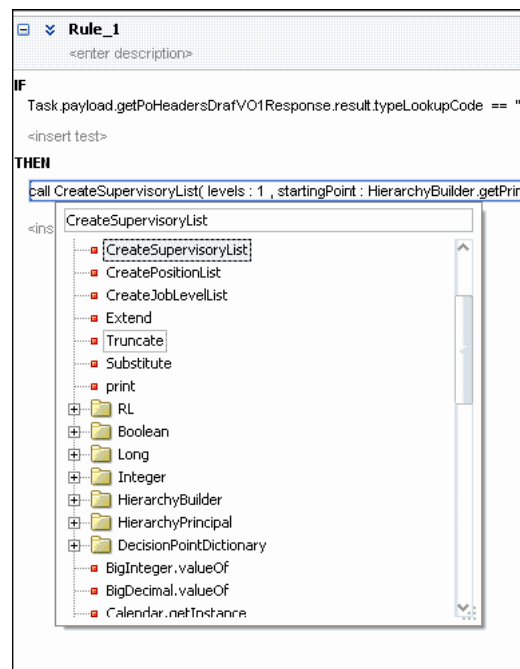 Rule_1
<enter description>
IF
Task.payload.getPoHeadersDrafVO1Response.result.typeLookupCode == "
<insert test>
THEN
call CreateSupervisoryList( levels : 1 , startingPoint : HierarchyBuilder.getPrin
<ins
CreateSupervisoryList
CreateSupervisoryList
CreatePositionList
CreateJobLevelList
Extend
Truncate
Substitute
print
RL
Boolean
Long
Integer
HierarchyBuilder
HierarchyPrincipal
DecisionPointDictionary
BigInteger.valueOf
BigDecimal.valueOf
Calendar.getInstance